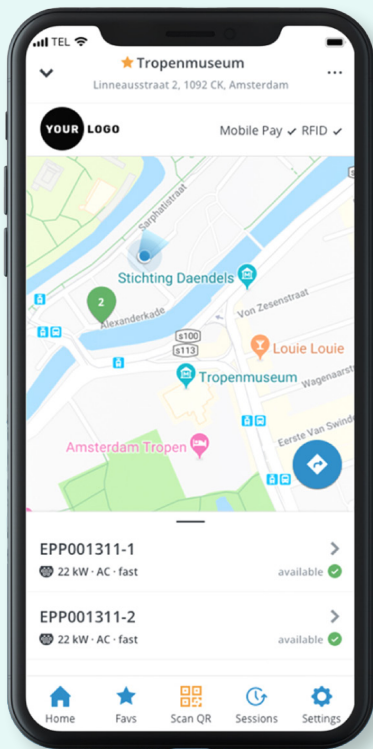 TEL
Tropenmuseum
Linneausstraat 2, 1092 CK, Amsterdam
YOUR LOGO
Mobile Pay ✓ RFID ✓
Sarphatistraat
Stichting Daendels
2
Alexanderkade
Von Zesenstraat
s100
s113
Louie Louie
Tropenmuseum
Wagenaarst
Eerste Van Swinde
Amsterdam Tropen
EPP001311-1
22 kW · AC · fast
available
EPP001311-2
22 kW · AC · fast
available
Home Favs Scan QR Sessions Settings